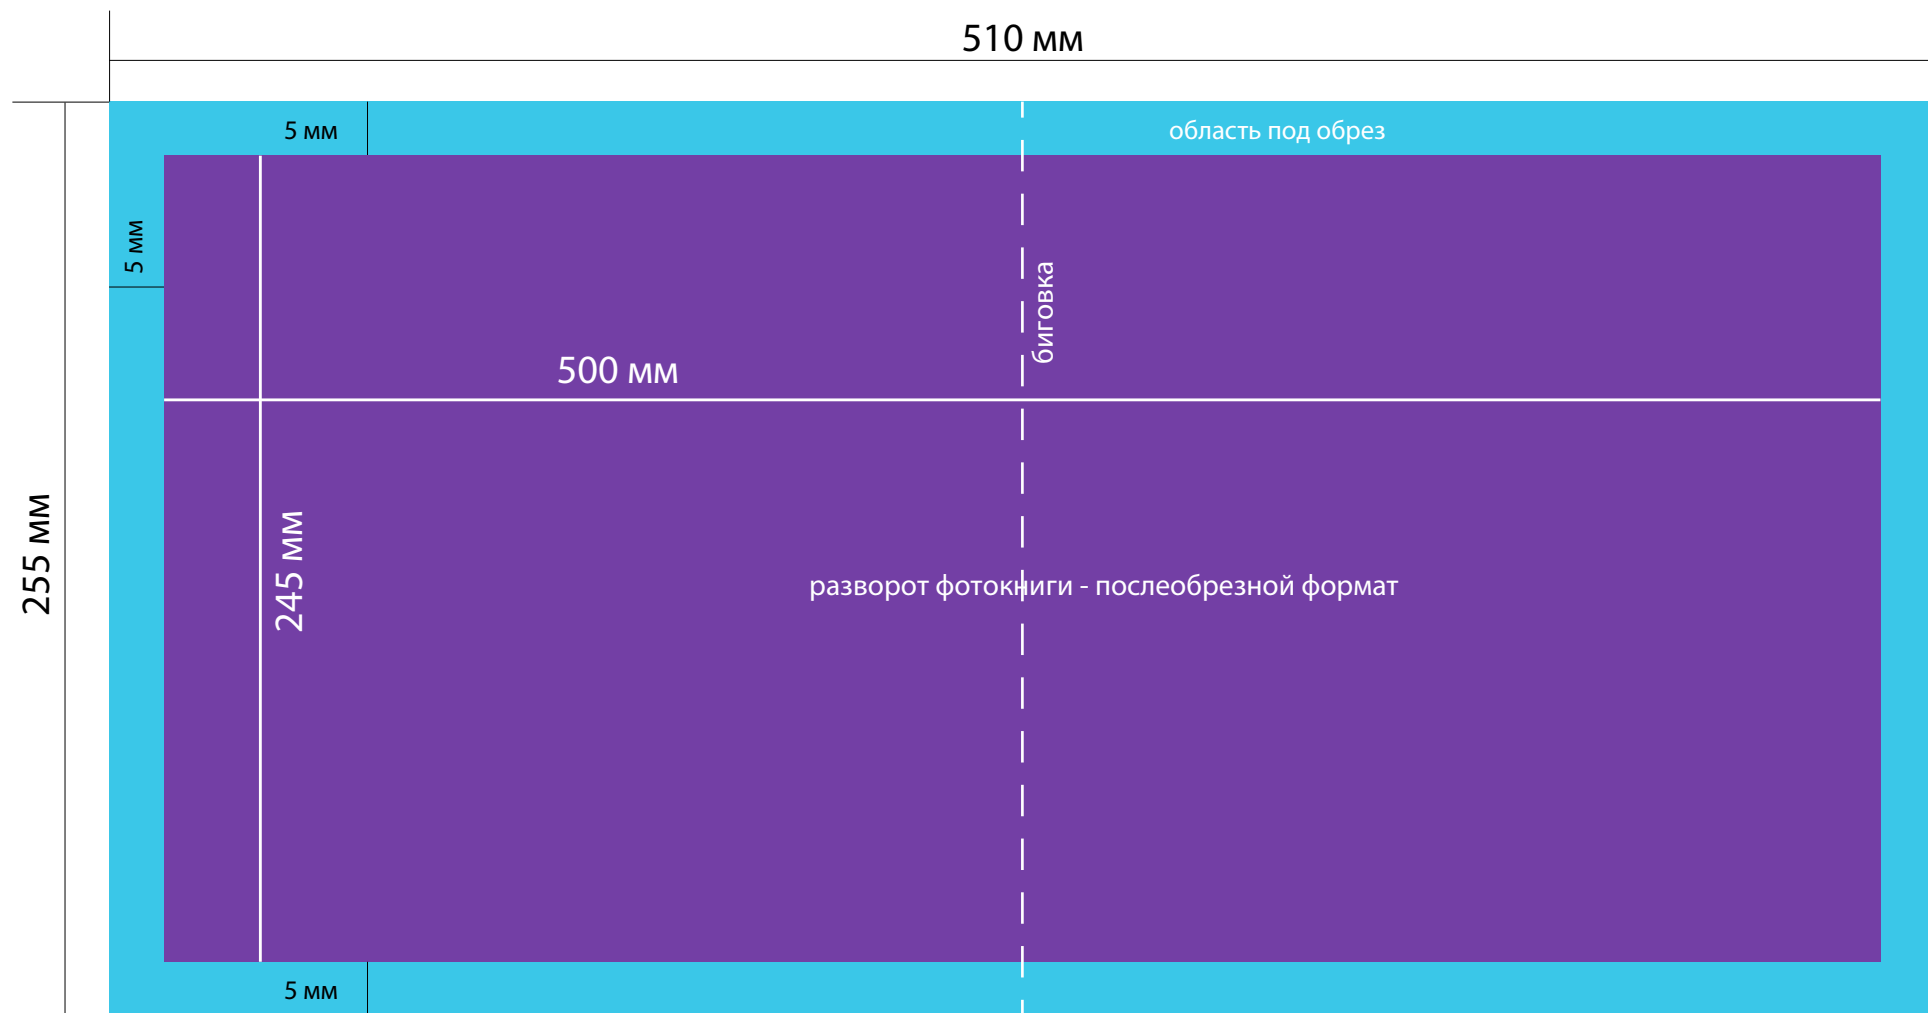 510 мм
5 мм
область под обрез
5 мм
биговка
500 мм
255 мм
245 мм
разворот фотокниги - послеобрезной формат
5 мм